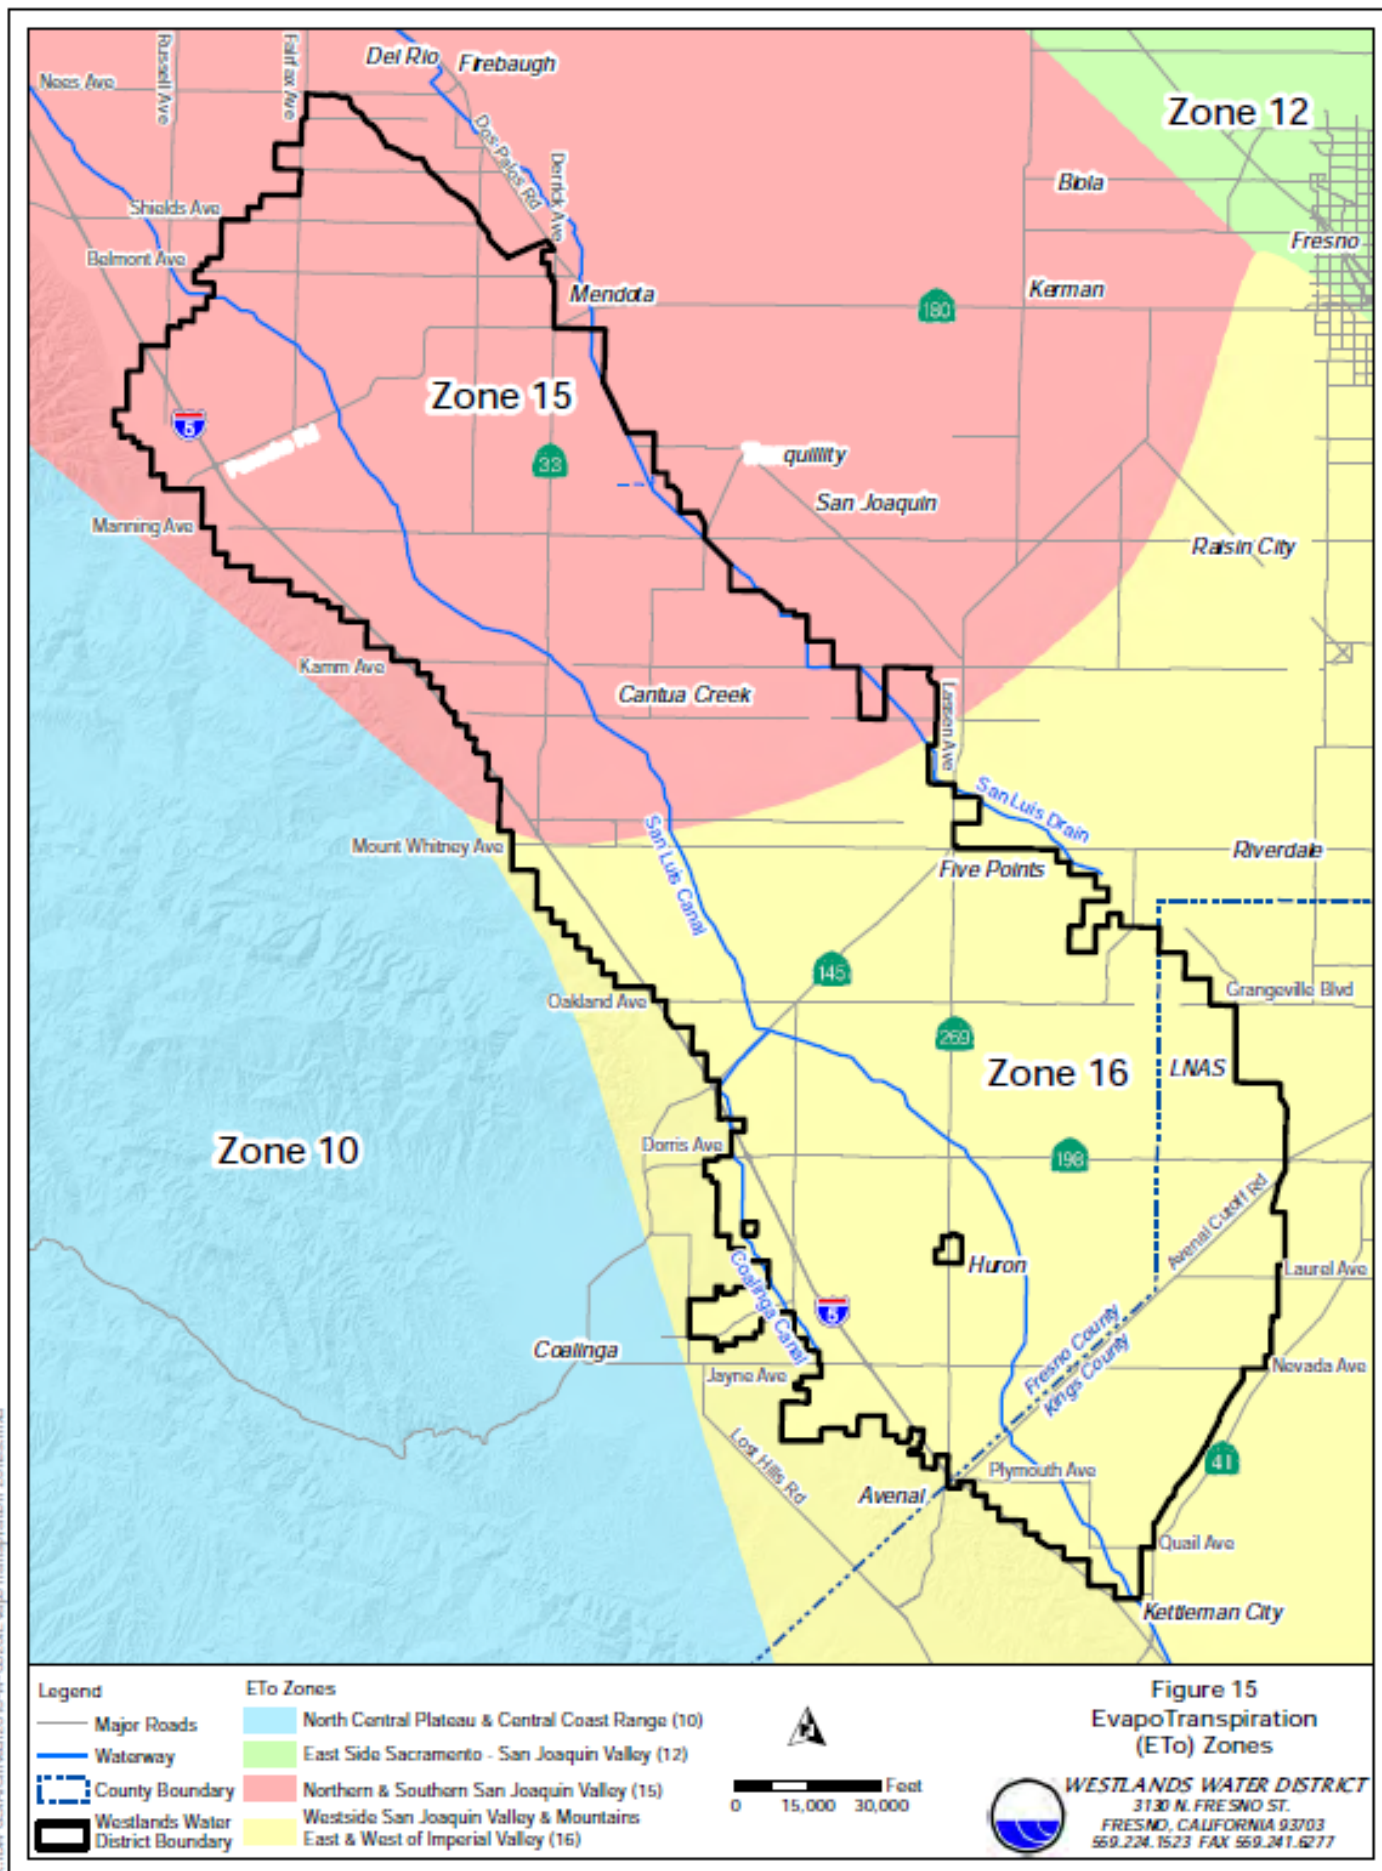 Del Rio
Firebaugh
Nees Ave
Russell Ave
Fairfax Ave
Zone 12
Dos Palos Rd
Derrick Ave
Biola
Shields Ave
Fresno
Belmont Ave
Mendota
Kerman
180
Zone 15
5
33
quillity
San Joaquin
Manning Ave
Raisin City
Kamm Ave
Cantua Creek
Lassen Ave
San Luis Drain
San Luis Canal
Mount Whitney Ave
Riverdale
Five Points
145
Oakland Ave
Grangeville Blvd
269
Zone 16
LNAS
Zone 10
Dorris Ave
198
Avenal Cutoff Rd
Huron
Laurel Ave
Coalinga Canal
5
Fresno County
Kings County
Coalinga
Jayne Ave
Nevada Ave
Lost Hills Rd
41
Plymouth Ave
Avenal
Quail Ave
Kettleman City
Legend
Major Roads
Waterway
County Boundary
Westlands Water
District Boundary
ETo Zones
North Central Plateau & Central Coast Range (10)
East Side Sacramento - San Joaquin Valley (12)
Northern & Southern San Joaquin Valley (15)
Westside San Joaquin Valley & Mountains
East & West of Imperial Valley (16)
Feet
0 15,000 30,000
Figure 15
EvapoTranspiration
(ETo) Zones
WESTLANDS WATER DISTRICT
3130 N. FRESNO ST.
FRESNO, CALIFORNIA 93703
559.224.1523 FAX 559.241.6277